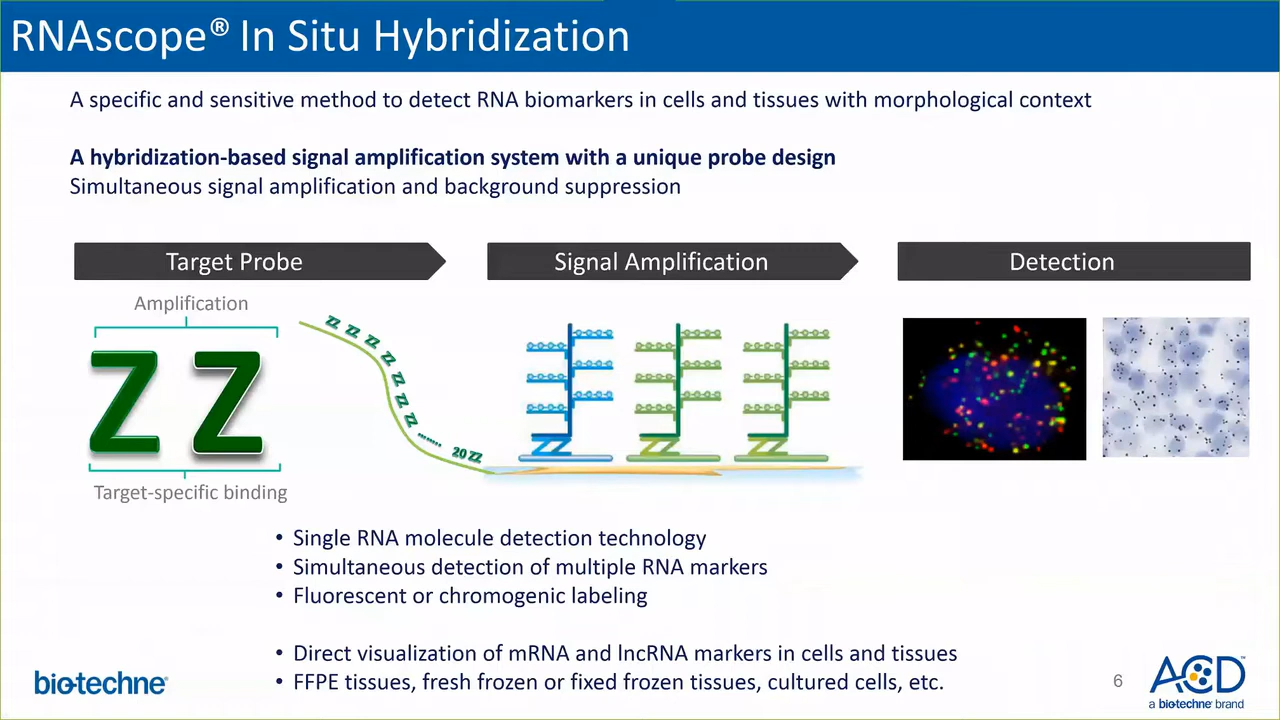 RNAscope® In Situ Hybridization
A specific and sensitive method to detect RNA biomarkers in cells and tissues with morphological context
A hybridization-based signal amplification system with a unique probe design
Simultaneous signal amplification and background suppression
Target Probe
Signal Amplification
Detection
Amplification
ZZ
ZZ ZZ ZZ ZZ ZZ ZZ ZZ ........ 20 ZZ
Target-specific binding
• Single RNA molecule detection technology
• Simultaneous detection of multiple RNA markers
• Fluorescent or chromogenic labeling
• Direct visualization of mRNA and lncRNA markers in cells and tissues
• FFPE tissues, fresh frozen or fixed frozen tissues, cultured cells, etc.
bio-techne®
6
ACD™
a bio-techne® brand